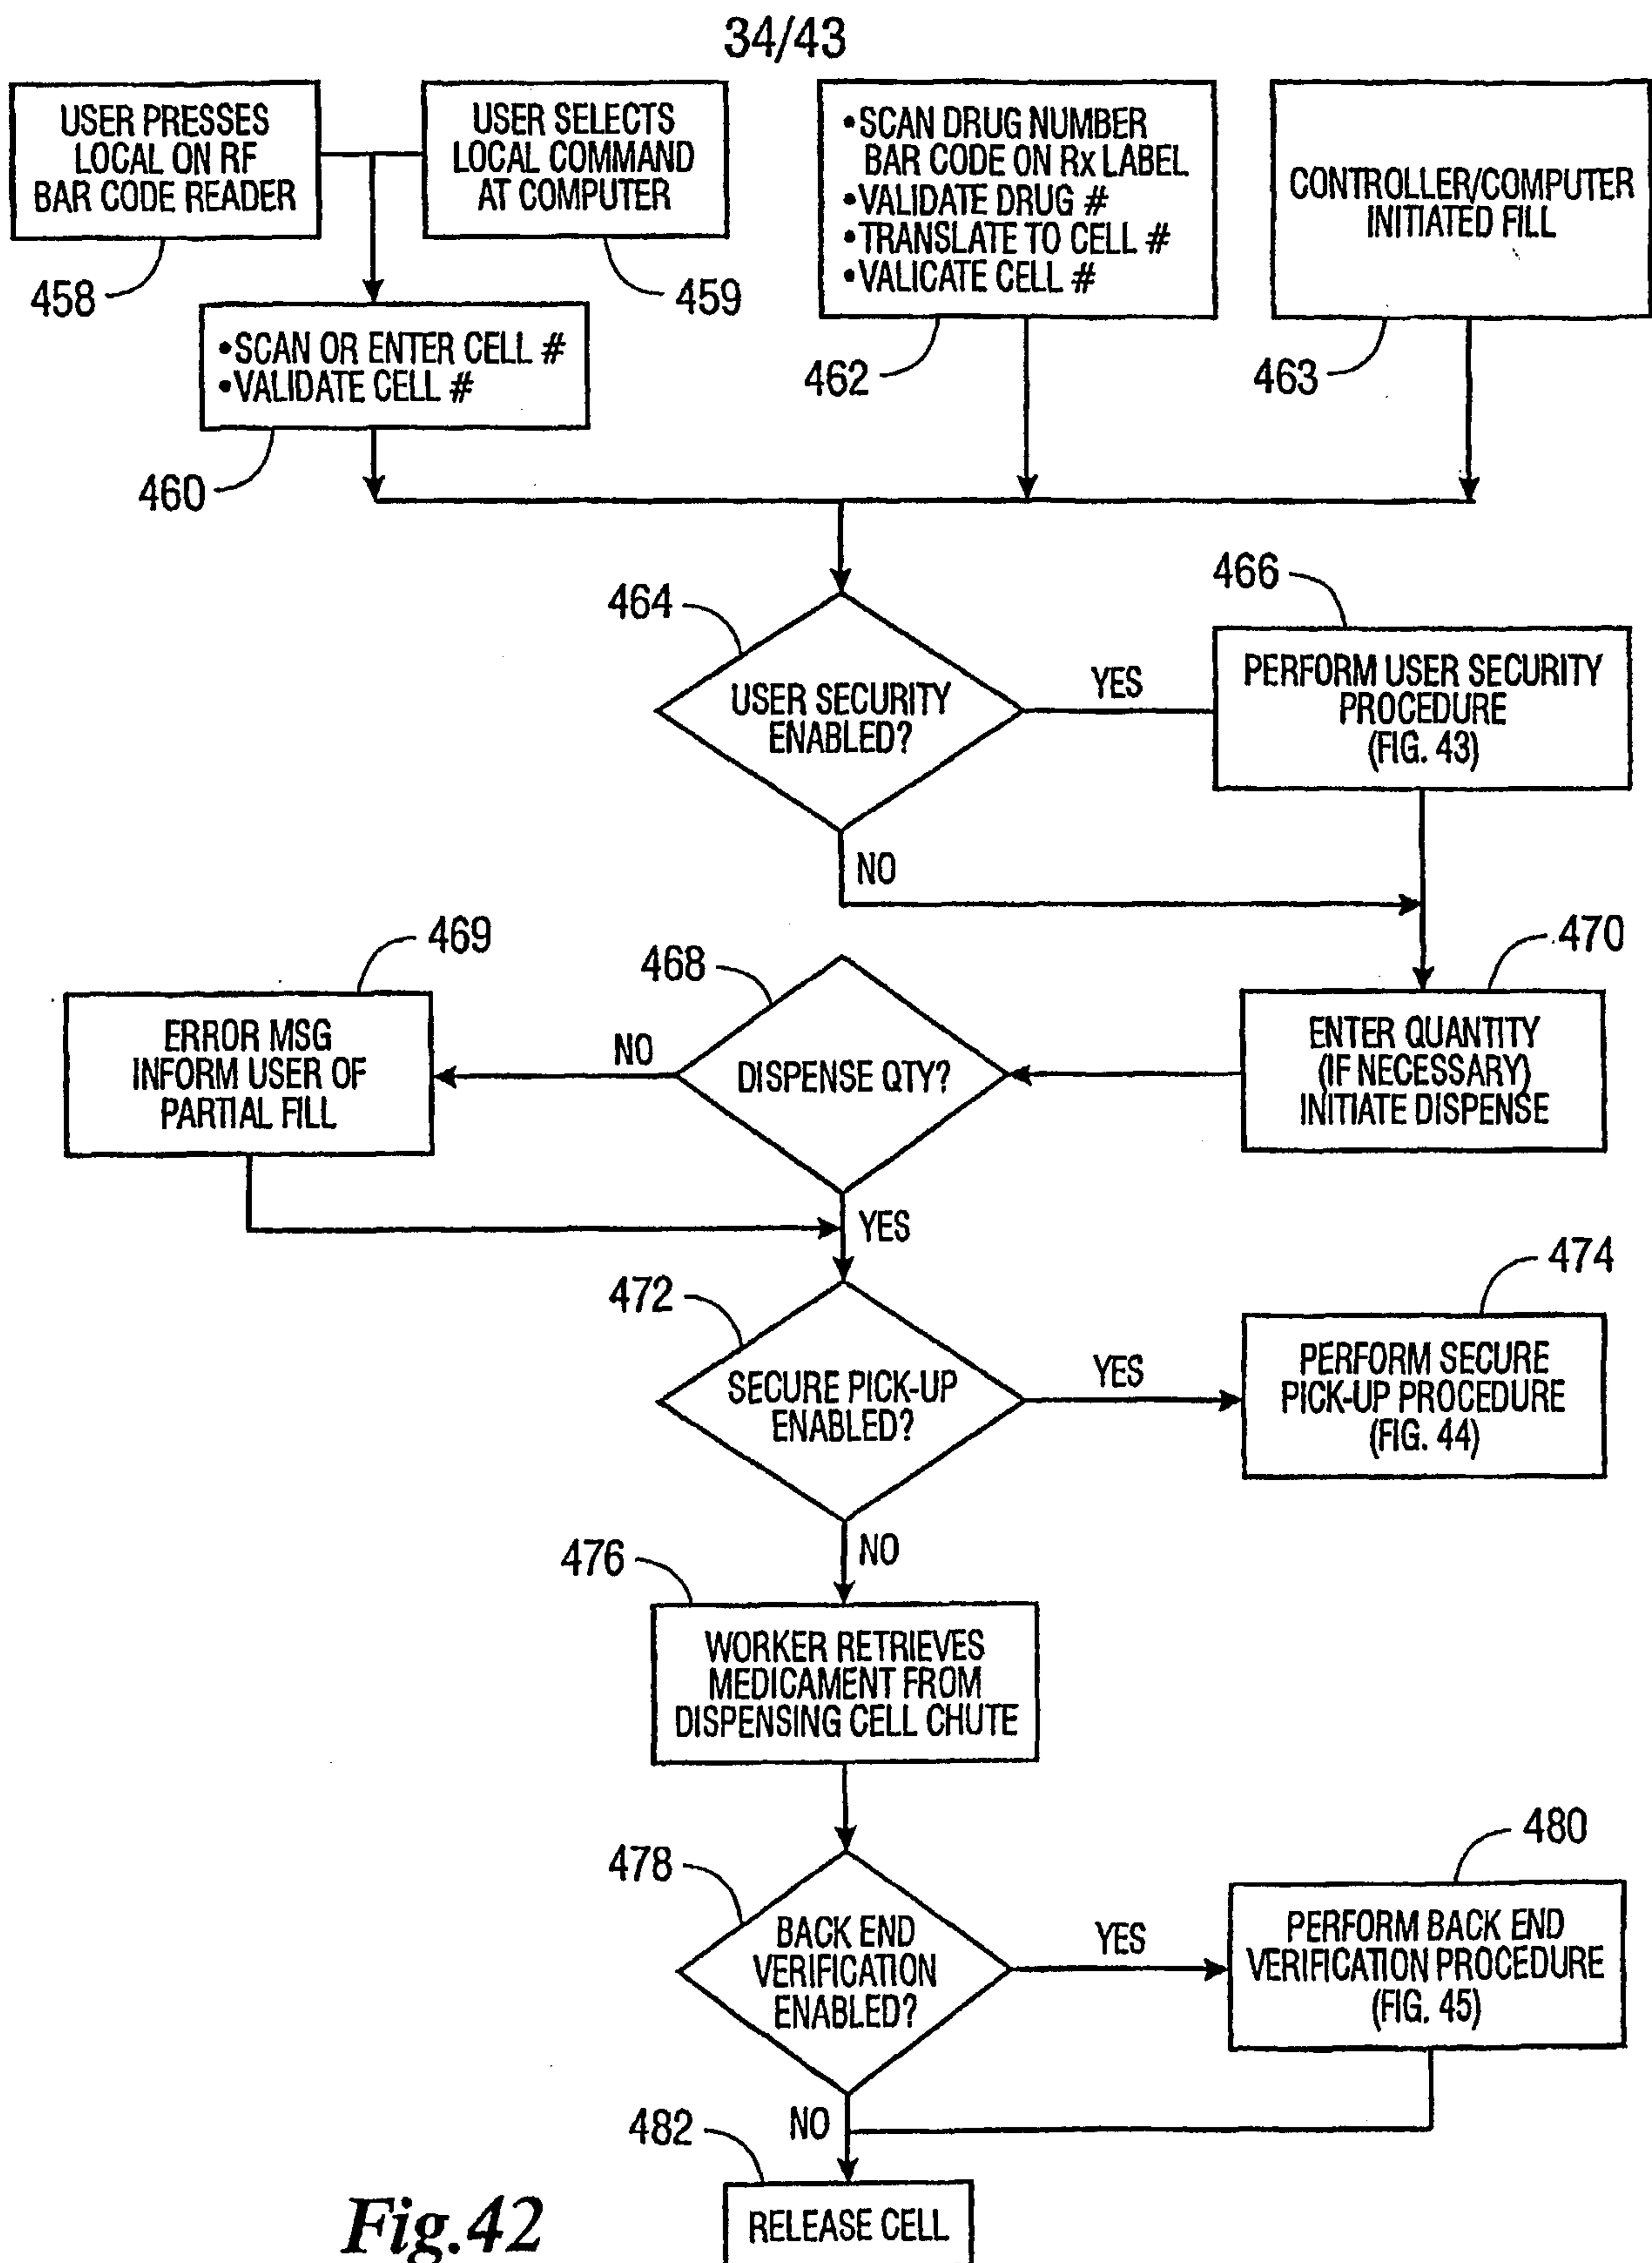 34/43
USER PRESSES
LOCAL ON RF
BAR CODE READER
458
USER SELECTS
LOCAL COMMAND
AT COMPUTER
459
•SCAN DRUG NUMBER
BAR CODE ON Rx LABEL
•VALIDATE DRUG #
•TRANSLATE TO CELL #
•VALICATE CELL #
462
CONTROLLER/COMPUTER
INITIATED FILL
463
•SCAN OR ENTER CELL #
•VALIDATE CELL #
460
464
USER SECURITY
ENABLED?
YES
NO
466
PERFORM USER SECURITY
PROCEDURE
(FIG. 43)
470
ENTER QUANTITY
(IF NECESSARY)
INITIATE DISPENSE
468
DISPENSE QTY?
NO
YES
469
ERROR MSG
INFORM USER OF
PARTIAL FILL
472
SECURE PICK-UP
ENABLED?
YES
NO
474
PERFORM SECURE
PICK-UP PROCEDURE
(FIG. 44)
476
WORKER RETRIEVES
MEDICAMENT FROM
DISPENSING CELL CHUTE
478
BACK END
VERIFICATION
ENABLED?
YES
NO
480
PERFORM BACK END
VERIFICATION PROCEDURE
(FIG. 45)
482
RELEASE CELL
Fig.42